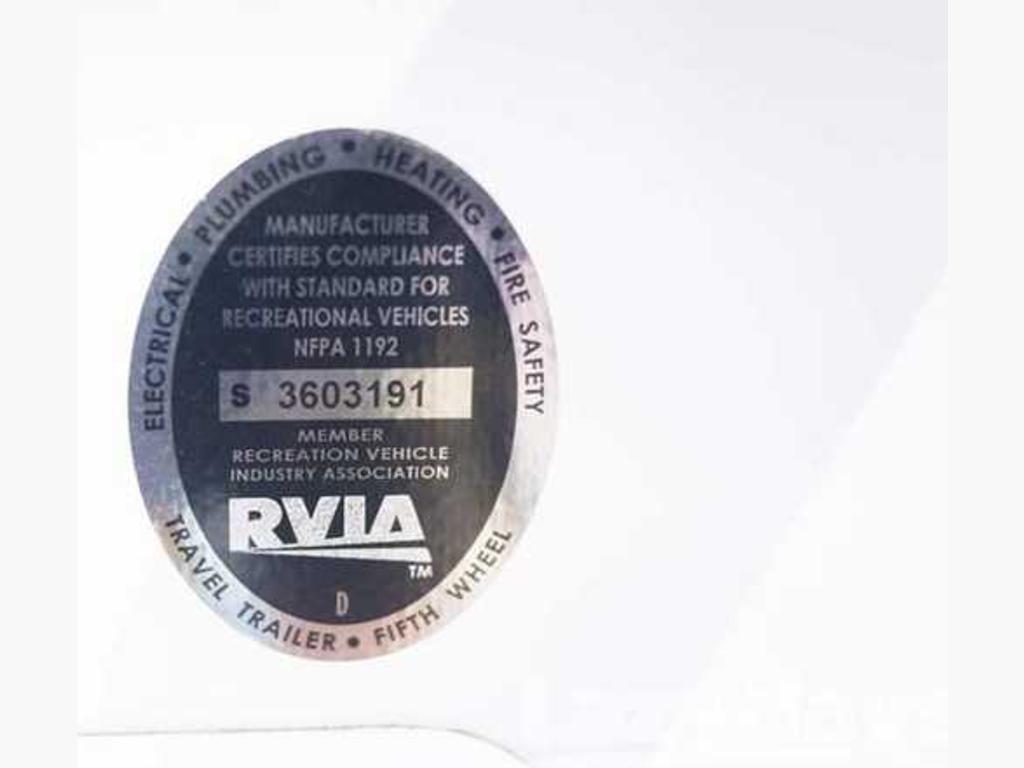 ELECTRICAL • PLUMBING • HEATING • FIRE SAFETY
MANUFACTURER
CERTIFIES COMPLIANCE
WITH STANDARD FOR
RECREATIONAL VEHICLES
NFPA 1192
S 3603191
MEMBER
RECREATION VEHICLE
INDUSTRY ASSOCIATION
RVIA
TM
D
TRAVEL TRAILER • FIFTH WHEEL